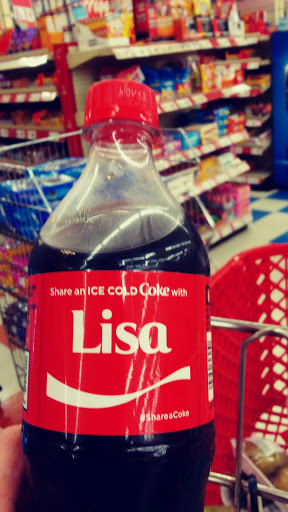 Share an ICE COLD Coke with
Lisa
#ShareaCoke